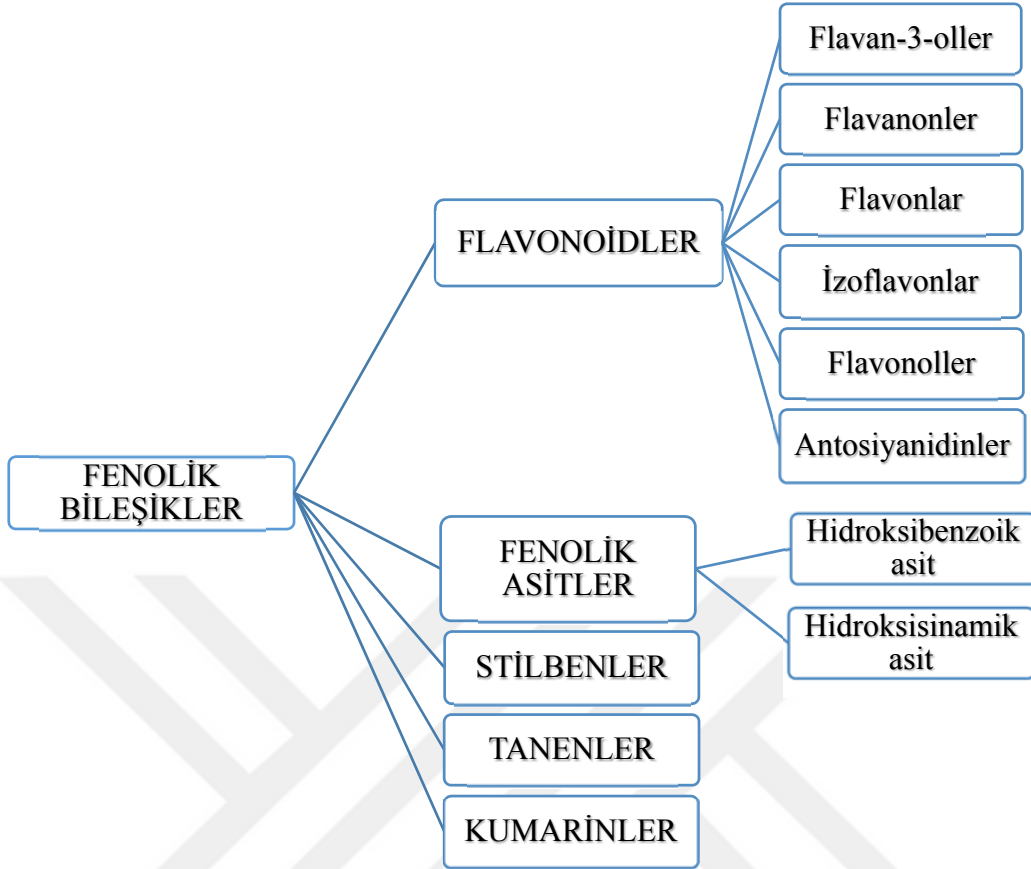 Flavan-3-oller
Flavanonler
Flavonlar
FLAVONOİDLER
İzoflavonlar
Flavonoller
Antosiyanidinler
FENOLİK
BİLEŞİKLER
FENOLİK
ASİTLER
Hidroksibenzoik
asit
Hidroksisinamik
asit
STİLBENLER
TANENLER
KUMARİNLER